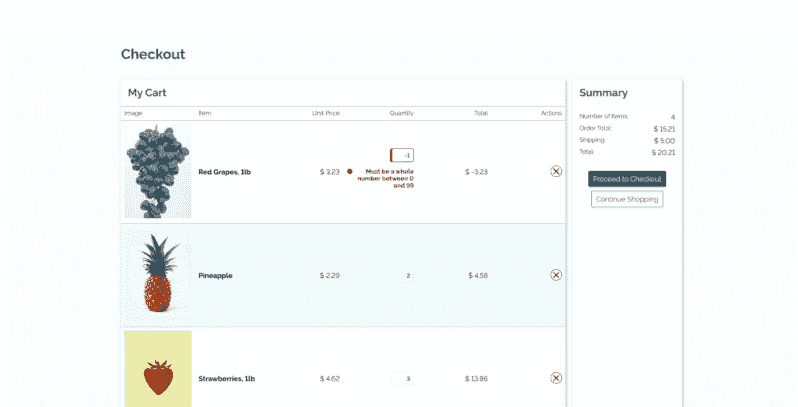 Checkout
My Cart
Image Item Unit Price Quantity Total Actions
Red Grapes, 1lb $ 3.23 -1 $ -3.23
Must be a whole
number between 0
and 99
Pineapple $ 2.29 2 $ 4.58
Strawberries, 1lb $ 4.62 3 $ 13.86
Summary
Number of Items: 4
Order Total: $ 15.21
Shipping: $ 5.00
Total: $ 20.21
Proceed to Checkout
Continue Shopping